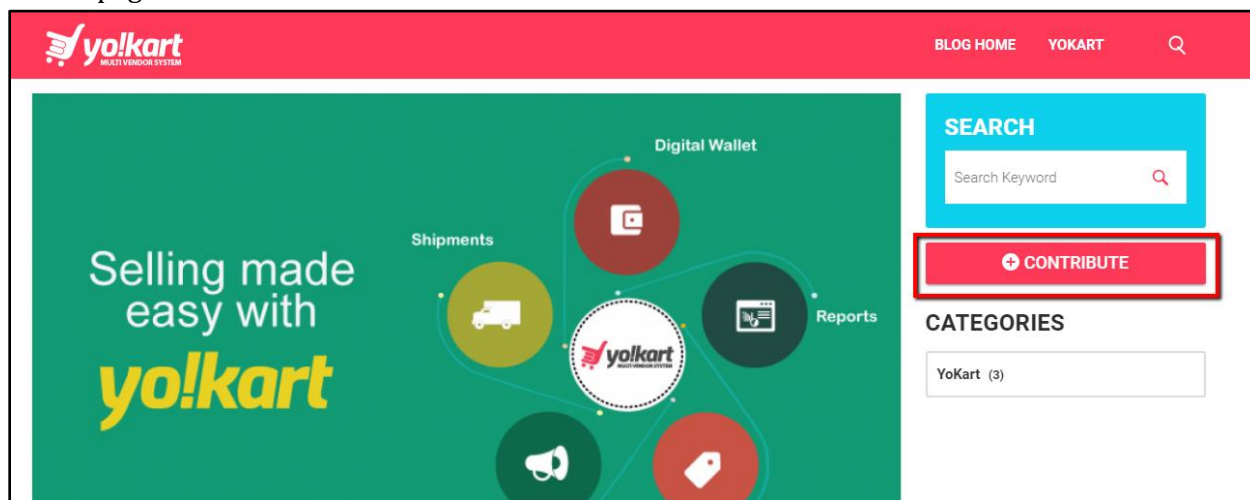 yo!kart
MULTI VENDOR SYSTEM
BLOG HOME YOKART
Digital Wallet
Shipments
Reports
Selling made
easy with
yo!kart
yo!kart
MULTI VENDOR SYSTEM
SEARCH
Search Keyword
CONTRIBUTE
CATEGORIES
YoKart (3)